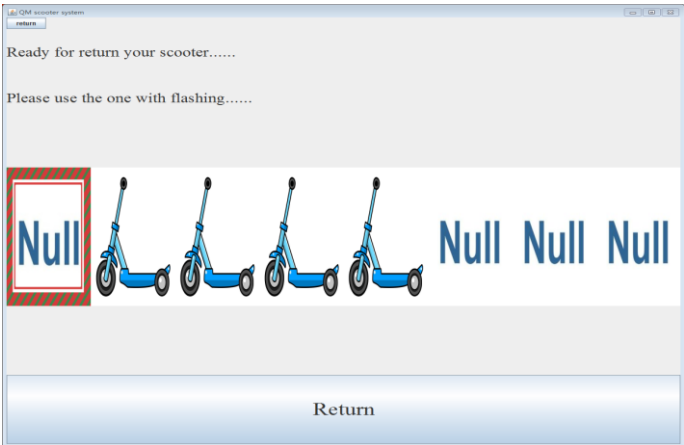 QM scooter system
return
Ready for return your scooter......
Please use the one with flashing......
Null Null Null Null
Return